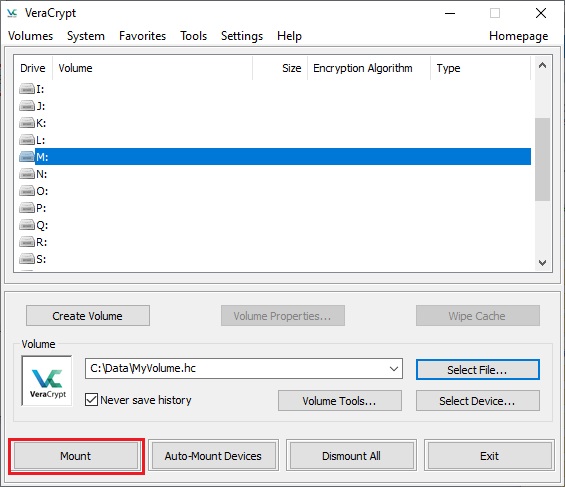 VeraCrypt
Volumes System Favorites Tools Settings Help Homepage
Drive Volume Size Encryption Algorithm Type
I:
J:
K:
L:
M:
N:
O:
P:
Q:
R:
S:
Create Volume Volume Properties... Wipe Cache
Volume
C:\Data\MyVolume.hc Select File...
VeraCrypt
Never save history Volume Tools... Select Device...
Mount Auto-Mount Devices Dismount All Exit